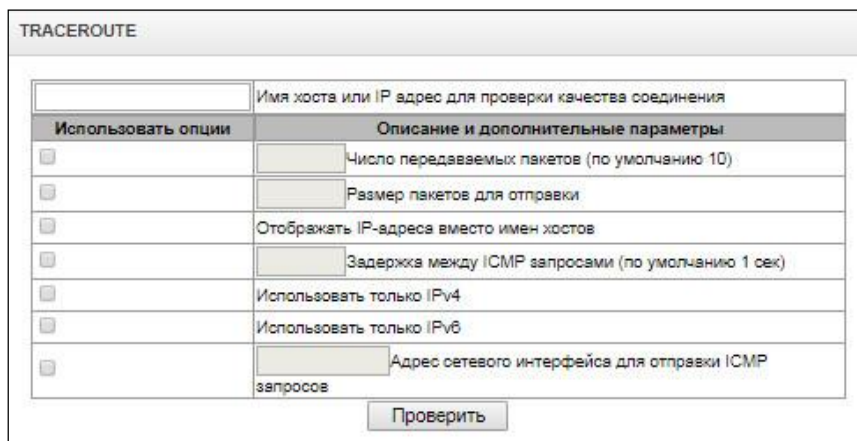 TRACEROUTE
Имя хоста или IP адрес для проверки качества соединения
Использовать опции Описание и дополнительные параметры
Число передаваемых пакетов (по умолчанию 10)
Размер пакетов для отправки
Отображать IP-адреса вместо имен хостов
Задержка между ICMP запросами (по умолчанию 1 сек)
Использовать только IPv4
Использовать только IPv6
Адрес сетевого интерфейса для отправки ICMP
запросов
Проверить